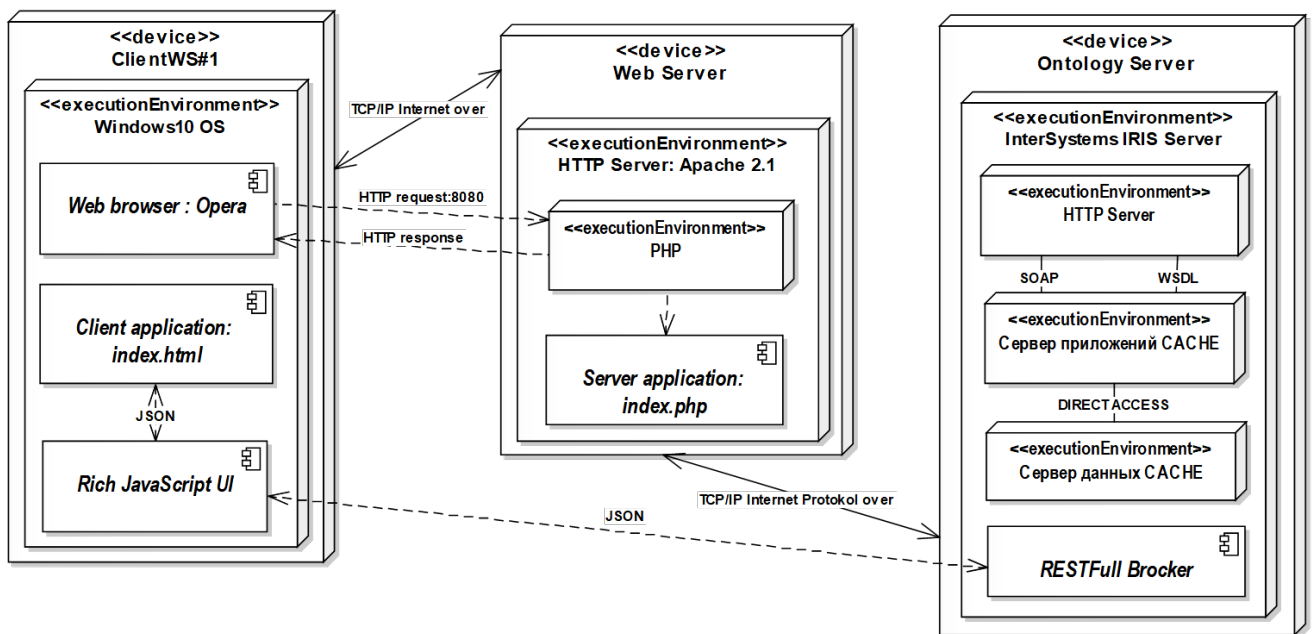 <<device>>
ClientWS#1
<<executionEnvironment>>
Windows10 OS
Web browser : Opera
Client application:
index.html
JSON
Rich JavaScript UI
TCP/IP Internet over
HTTP request:8080
HTTP response
<<device>>
Web Server
<<executionEnvironment>>
HTTP Server: Apache 2.1
<<executionEnvironment>>
PHP
Server application:
index.php
TCP/IP Internet Protokol over
JSON
<<device>>
Ontology Server
<<executionEnvironment>>
InterSystems IRIS Server
<<executionEnvironment>>
HTTP Server
SOAP
WSDL
<<executionEnvironment>>
Сервер приложений CACHE
DIRECT ACCESS
<<executionEnvironment>>
Сервер данных CACHE
RESTFull Brocker